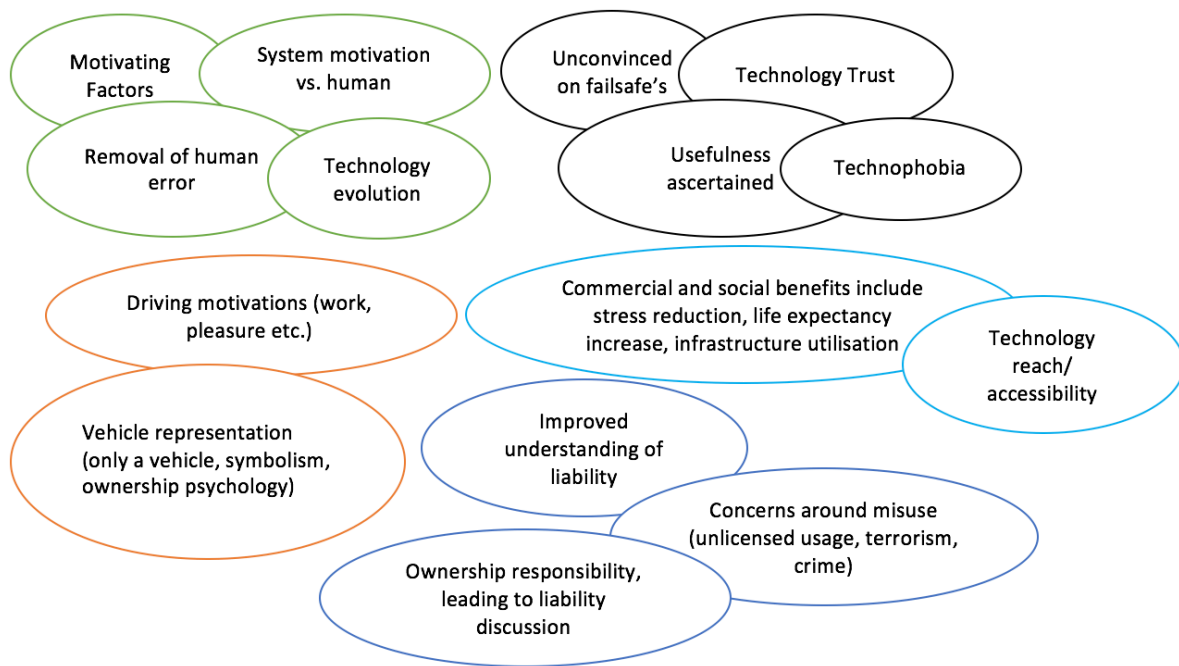 Motivating
Factors
System motivation
vs. human
Removal of human
error
Technology
evolution
Unconvinced
on failsafe's
Technology Trust
Usefulness
ascertained
Technophobia
Driving motivations (work,
pleasure etc.)
Commercial and social benefits include
stress reduction, life expectancy
increase, infrastructure utilisation
Technology
reach/
accessibility
Vehicle representation
(only a vehicle, symbolism,
ownership psychology)
Improved
understanding of
liability
Concerns around misuse
(unlicensed usage, terrorism,
crime)
Ownership responsibility,
leading to liability
discussion